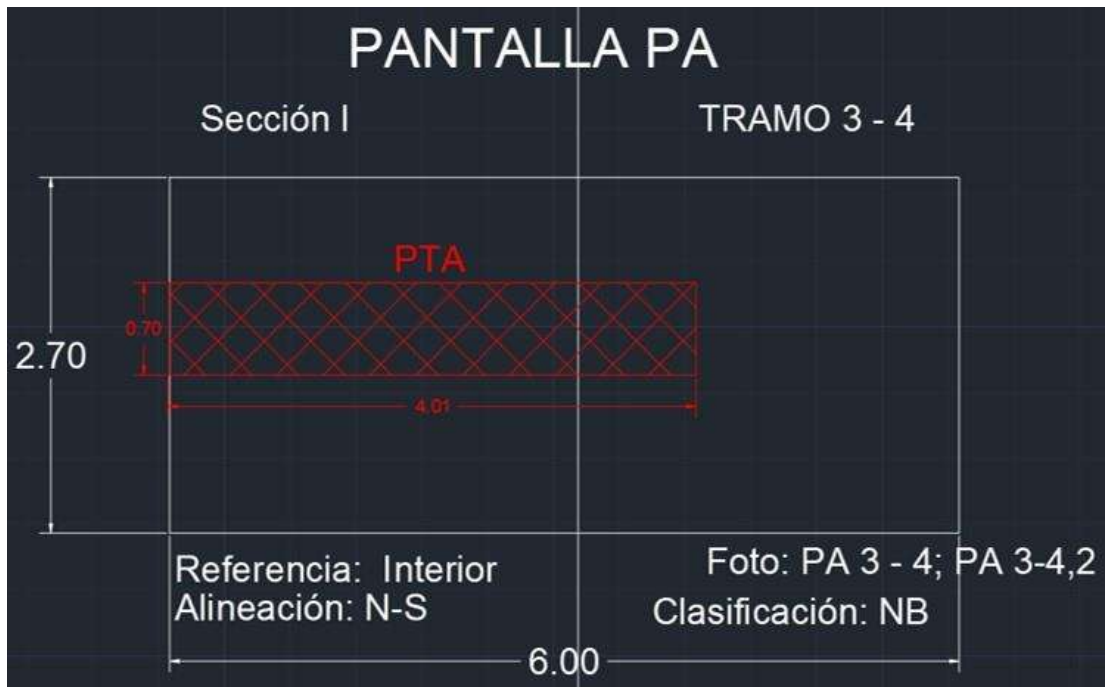 PANTALLA PA
Sección I
TRAMO 3 - 4
PTA
0.70
2.70
4.01
Referencia: Interior
Foto: PA 3 - 4; PA 3-4,2
Alineación: N-S
Clasificación: NB
6.00